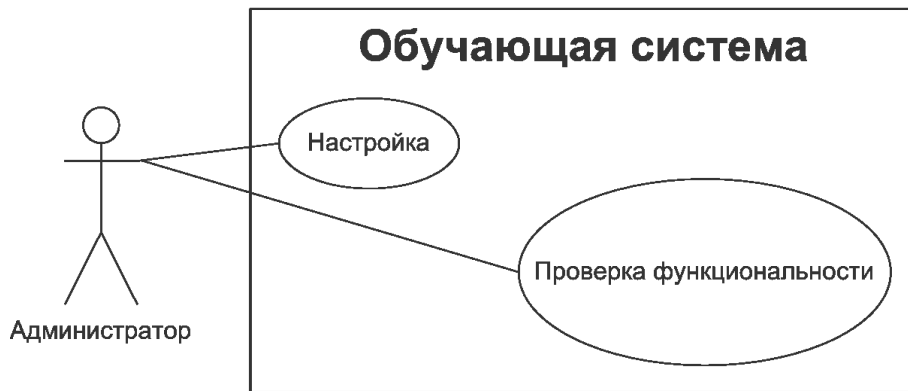 Обучающая система
Настройка
Проверка функциональности
Администратор